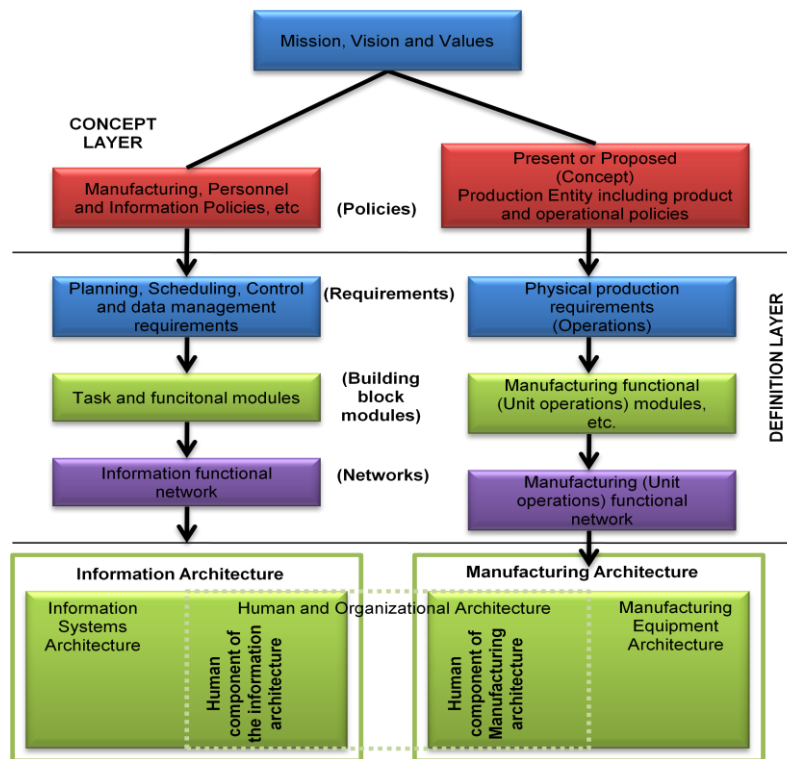 Mission, Vision and Values
CONCEPT
LAYER
Manufacturing, Personnel
and Information Policies, etc
(Policies)
Present or Proposed
(Concept)
Production Entity including product
and operational policies
Planning, Scheduling, Control
and data management
requirements
(Requirements)
Physical production
requirements
(Operations)
DEFINITION LAYER
Task and funcitonal modules
(Building
block
modules)
Manufacturing functional
(Unit operations) modules,
etc.
Information functional
network
(Networks)
Manufacturing (Unit
operations) functional
network
Information Architecture
Manufacturing Architecture
Information
Systems
Architecture
Human and Organizational Architecture
Manufacturing
Equipment
Architecture
Human
component of
the information
architecture
Human
component of
Manufacturing
architecture